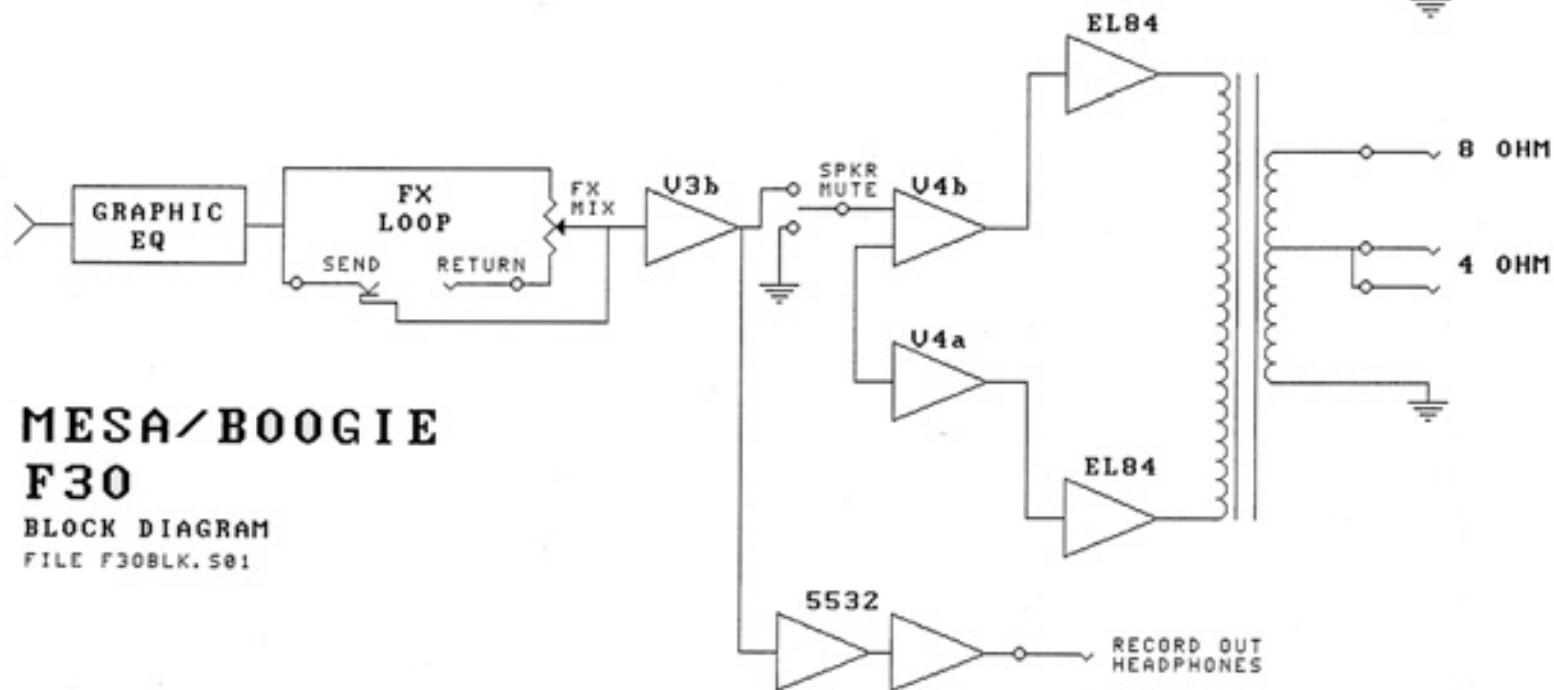 EL84
8 OHM
SPKR
MUTE
V3b
V4b
FX
MIX
FX
LOOP
GRAPHIC
EQ
SEND
RETURN
4 OHM
V4a
MESA/BOOGIE
F30
BLOCK DIAGRAM
FILE F30BLK.S01
EL84
5532
RECORD OUT
HEADPHONES